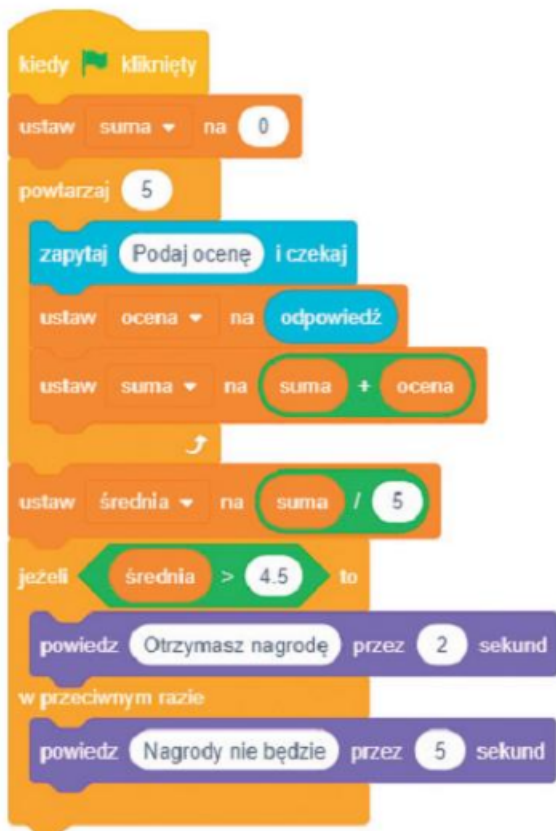 kiedy kliknięty
ustaw suma na 0
powtarzaj 5
zapytaj Podaj ocenę i czekaj
ustaw ocena na odpowiedź
ustaw suma na suma + ocena
ustaw średnia na suma / 5
jeżeli średnia > 4.5 to
powiedz Otrzymasz nagrodę przez 2 sekund
w przeciwnym razie
powiedz Nagrody nie będzie przez 5 sekund